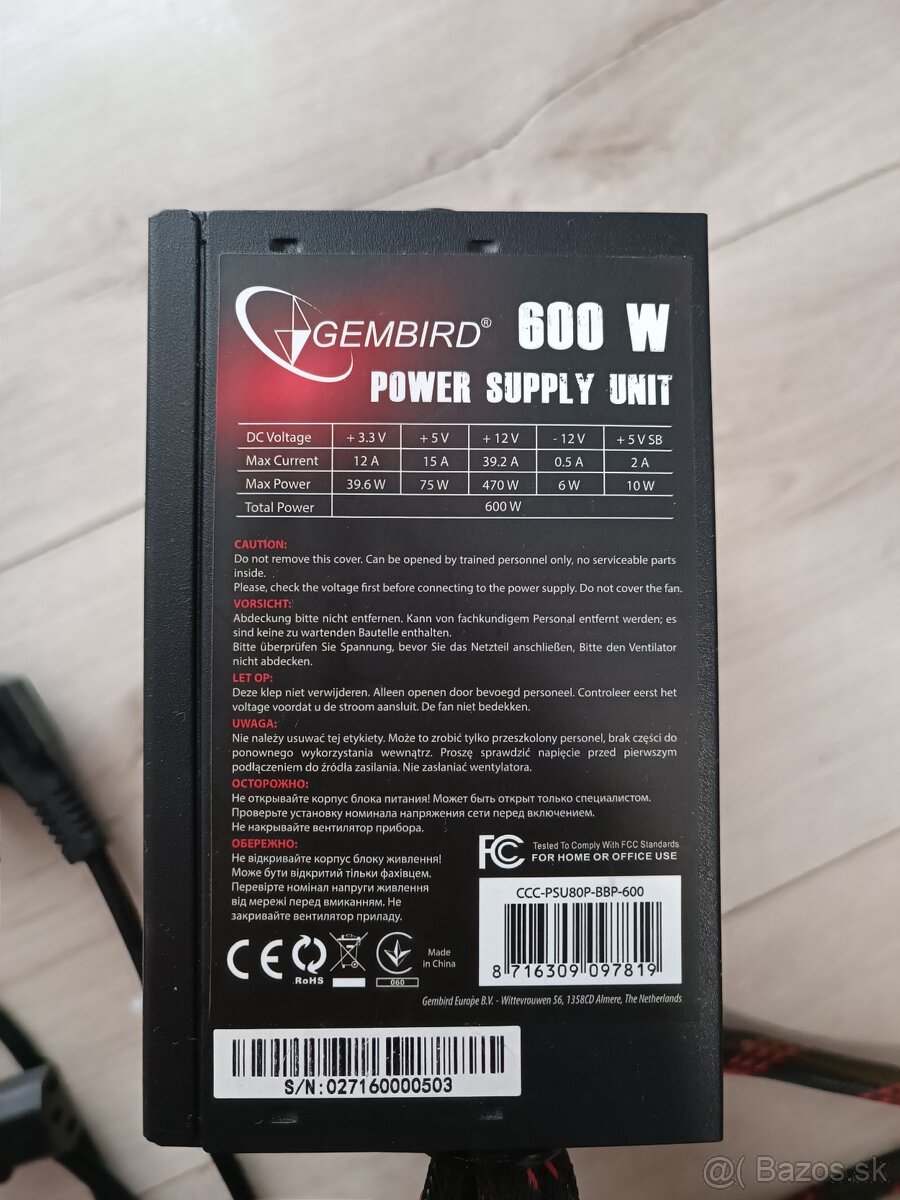 GEMBIRD® 600 W
POWER SUPPLY UNIT
DC Voltage + 3.3 V + 5 V + 12 V - 12 V + 5 V SB
Max Current 12 A 15 A 39.2 A 0.5 A 2 A
Max Power 39.6 W 75 W 470 W 6 W 10 W
Total Power 600 W
CAUTION:
Do not remove this cover. Can be opened by trained personnel only, no serviceable parts
inside.
Please, check the voltage first before connecting to the power supply. Do not cover the fan.
VORSICHT:
Abdeckung bitte nicht entfernen. Kann von fachkundigem Personal entfernt werden; es
sind keine zu wartenden Bautelle enthalten.
Bitte überprüfen Sie Spannung, bevor Sie das Netzteil anschließen, Bitte den Ventilator
nicht abdecken.
LET OP:
Deze klep niet verwijderen. Alleen openen door bevoegd personeel. Controleer eerst het
voltage voordat u de stroom aansluit. De fan niet bedekken.
UWAGA:
Nie należy usuwać tej etykiety. Może to zrobić tylko przeszkolony personel, brak części do
ponownego wykorzystania wewnątrz. Proszę sprawdzić napięcie przed pierwszym
podłączeniem do źródła zasilania. Nie zasłaniać wentylatora.
ОСТОРОЖНО:
Не открывайте корпус блока питания! Может быть открыт только специалистом.
Проверьте установку номинала напряжения сети перед включением.
Не накрывайте вентилятор прибора.
ОБЕРЕЖНО:
Не відкривайте корпус блоку живлення!
Може бути відкритий тільки фахівцем.
Перевірте номінал напруги живлення
від мережі перед вмиканням. Не
закривайте вентилятор приладу.
FC Tested To Comply With FCC Standards
FOR HOME OR OFFICE USE
CCC-PSU80P-BBP-600
8 716309 097819
CE RoHS 060 Made
in China
Gembird Europe B.V. - Wittevrouwen 56, 1358CD Almere, The Netherlands
S/N:027160000503
@( Bazos.sk